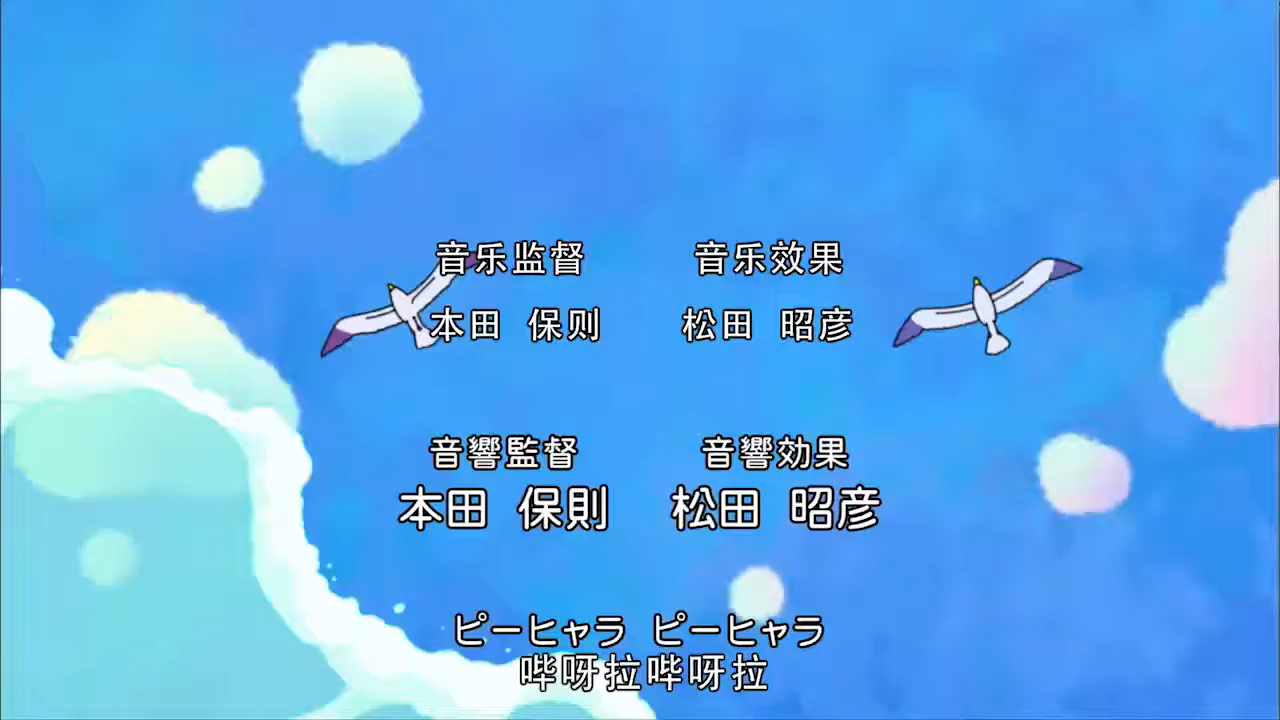 音乐监督 音乐效果
本田 保则 松田 昭彦
音響監督 音響効果
本田 保則 松田 昭彦
ピーヒャラ ピーヒャラ
哔呀拉哔呀拉